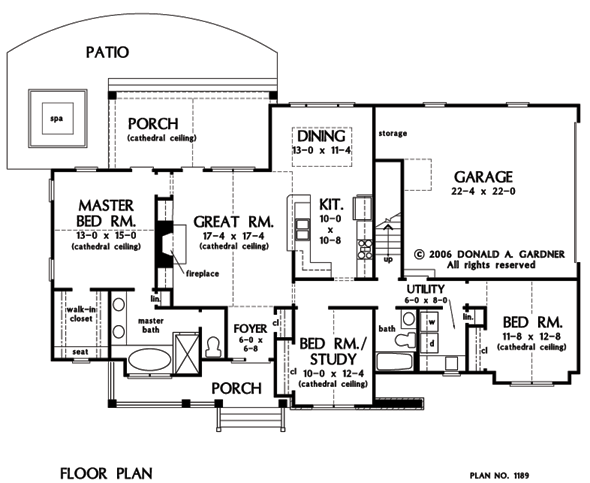 PATIO
spa
PORCH
(cathedral ceiling)
DINING
13-0 x 11-4
storage
GARAGE
22-4 x 22-0
MASTER
BED RM.
13-0 x 15-0
(cathedral ceiling)
GREAT RM.
17-4 x 17-4
(cathedral ceiling)
KIT.
10-0
x
10-8
up
© 2006 DONALD A. GARDNER
All rights reserved
fireplace
UTILITY
6-0 x 8-0
lin.
walk-in
closet
master
bath
FOYER
6-0 x
6-8
cl
bath
w
d
lin.
BED RM.
11-8 x 12-8
(cathedral ceiling)
seat
BED RM./
STUDY
10-0 x 12-4
(cathedral ceiling)
cl
cl
PORCH
FLOOR PLAN
PLAN NO. 1189